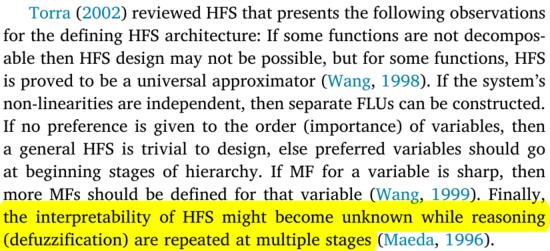 Torra (2002) reviewed HFS that presents the following observations
for the defining HFS architecture: If some functions are not decompos-
able then HFS design may not be possible, but for some functions, HFS
is proved to be a universal approximator (Wang, 1998). If the system's
non-linearities are independent, then separate FLUs can be constructed.
If no preference is given to the order (importance) of variables, then
a general HFS is trivial to design, else preferred variables should go
at beginning stages of hierarchy. If MF for a variable is sharp, then
more MFs should be defined for that variable (Wang, 1999). Finally,
the interpretability of HFS might become unknown while reasoning
(defuzzification) are repeated at multiple stages (Maeda, 1996).